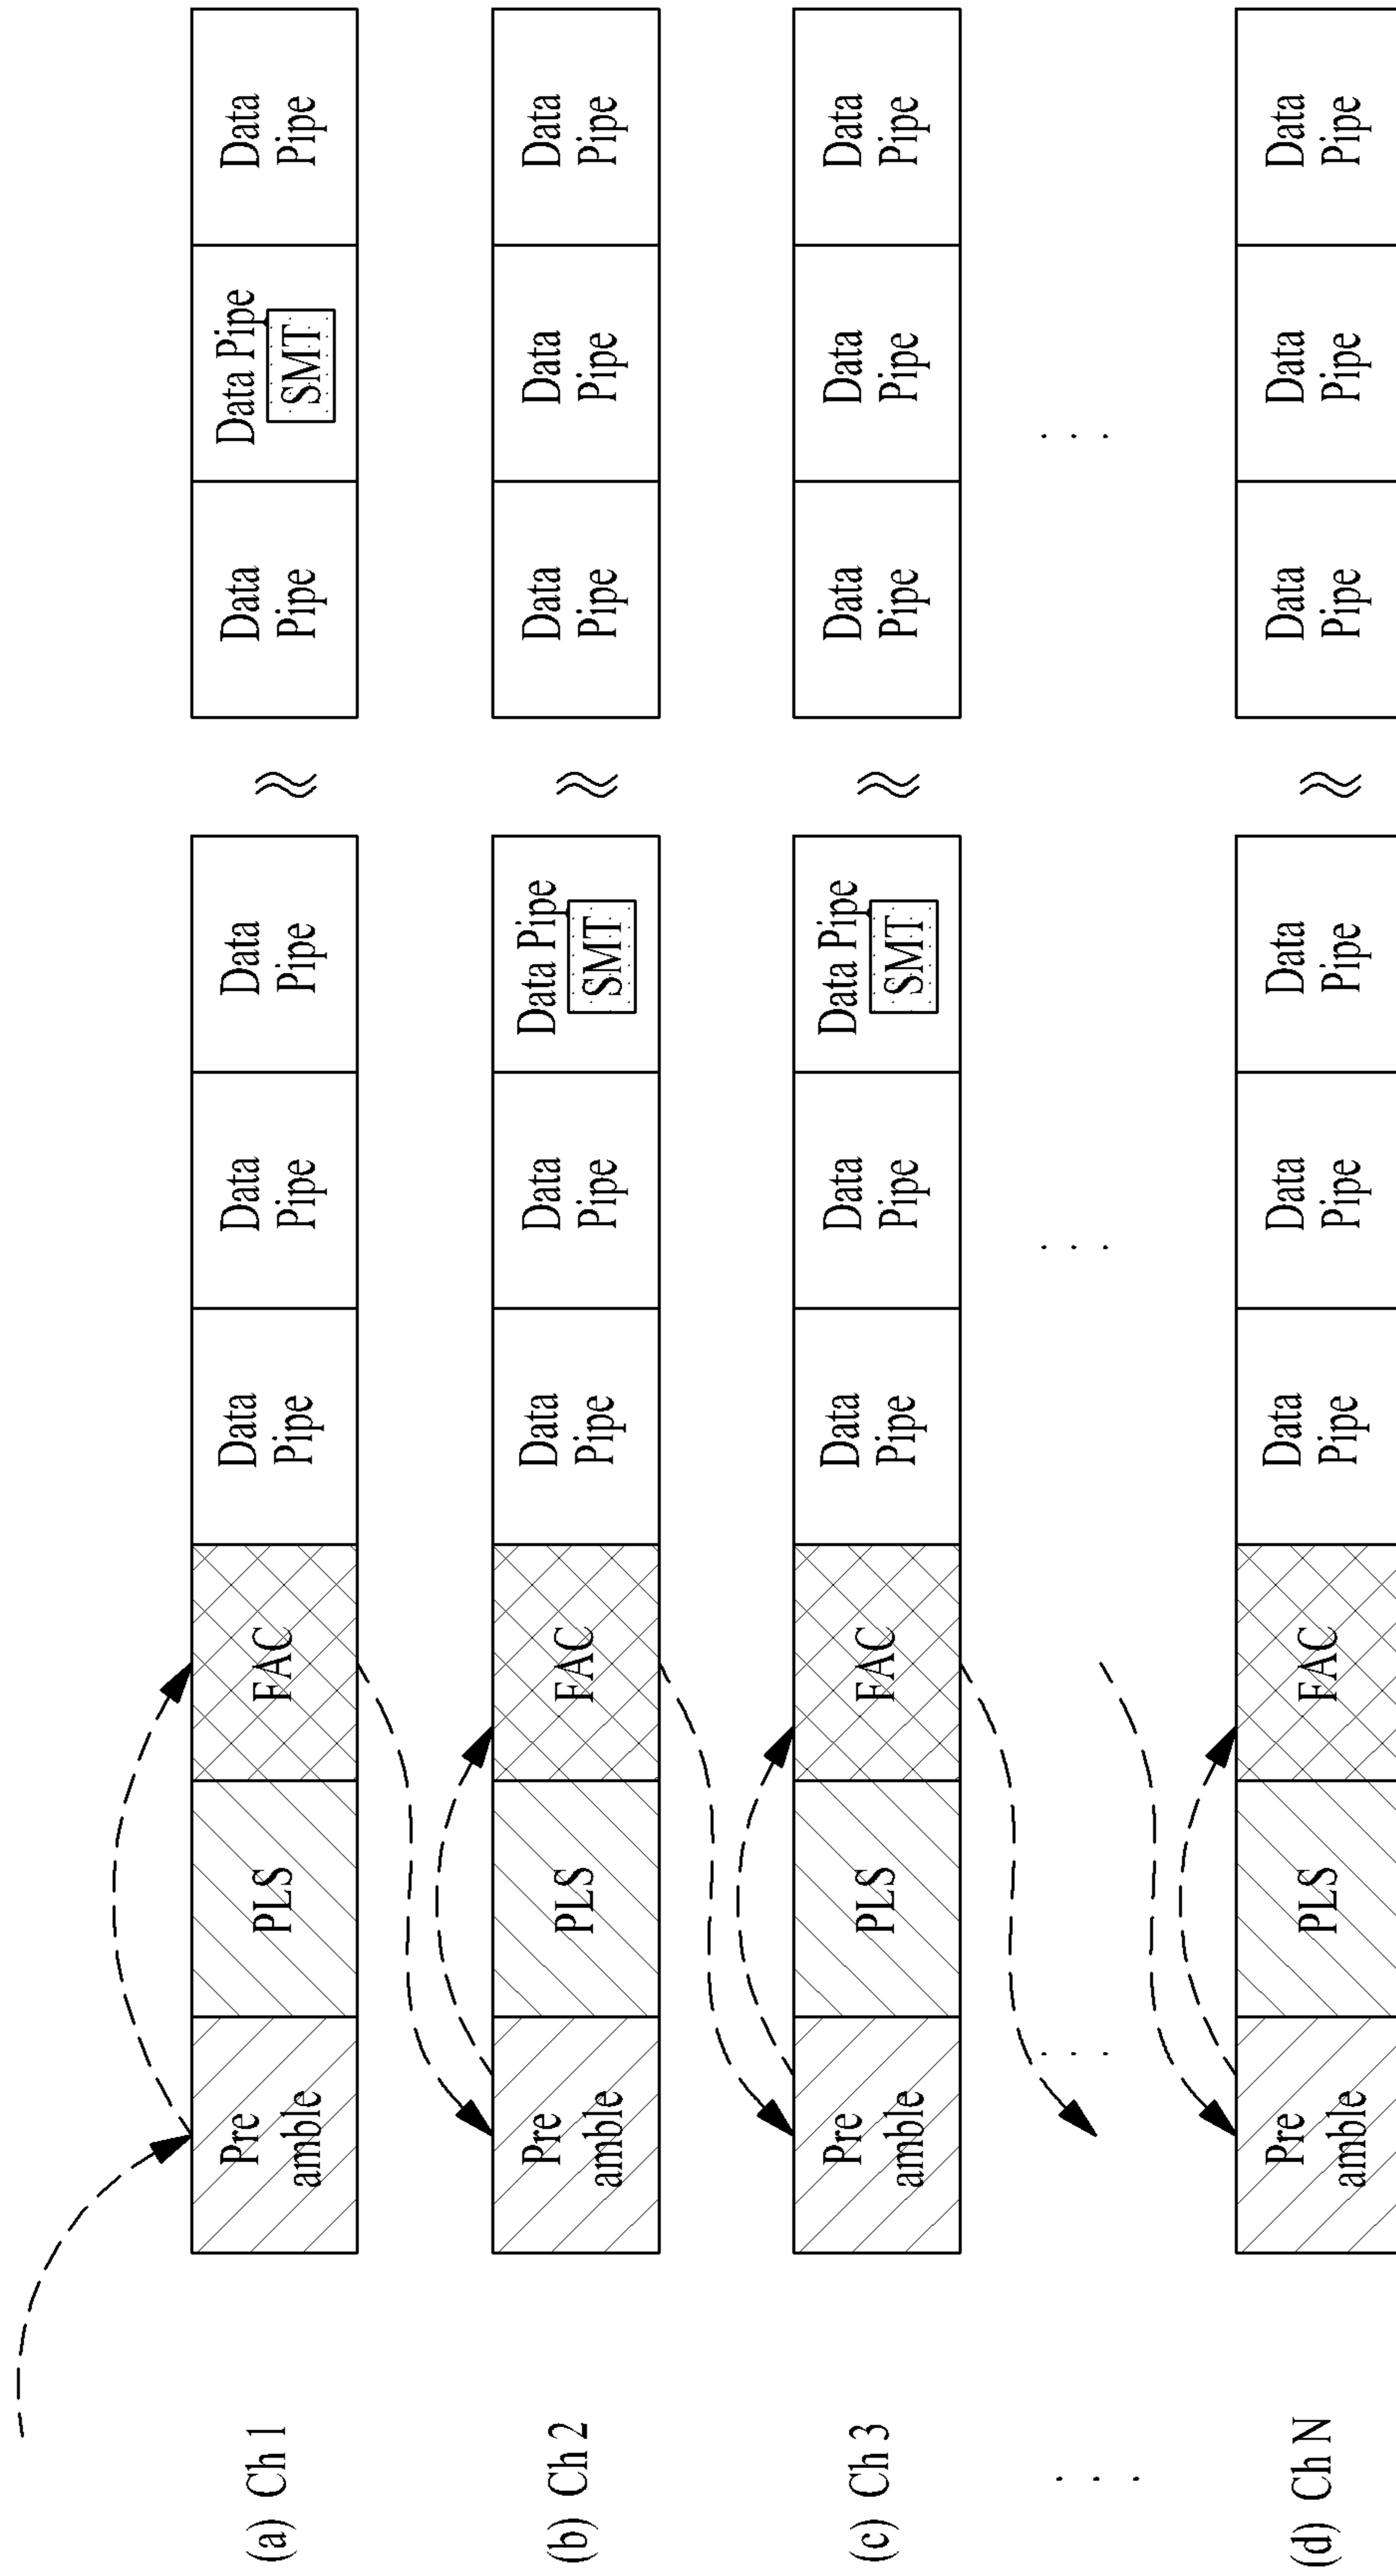 (a) Ch 1
Pre
amble
PLS
FAC
Data
Pipe
Data
Pipe
Data
Pipe
≈
Data
Pipe
Data Pipe
SMT
Data
Pipe
(b) Ch 2
Pre
amble
PLS
FAC
Data
Pipe
Data
Pipe
Data Pipe
SMT
≈
Data
Pipe
Data
Pipe
Data
Pipe
(c) Ch 3
Pre
amble
PLS
FAC
Data
Pipe
Data
Pipe
Data Pipe
SMT
≈
Data
Pipe
Data
Pipe
Data
Pipe
. . .
. . .
. . .
. . .
(d) Ch N
Pre
amble
PLS
FAC
Data
Pipe
Data
Pipe
Data
Pipe
≈
Data
Pipe
Data
Pipe
Data
Pipe